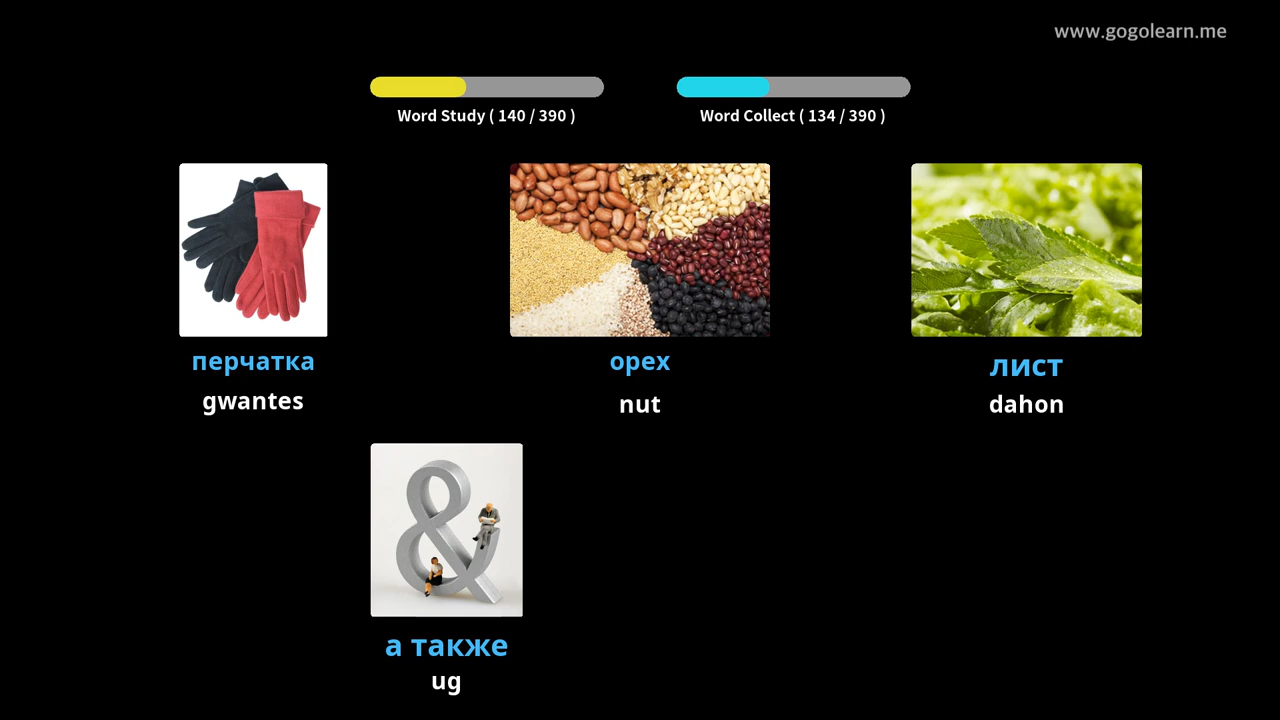 www.gogolearn.me
Word Study ( 140 / 390 )
Word Collect ( 134 / 390 )
перчатка
gwantes
орех
nut
лист
dahon
а также
ug